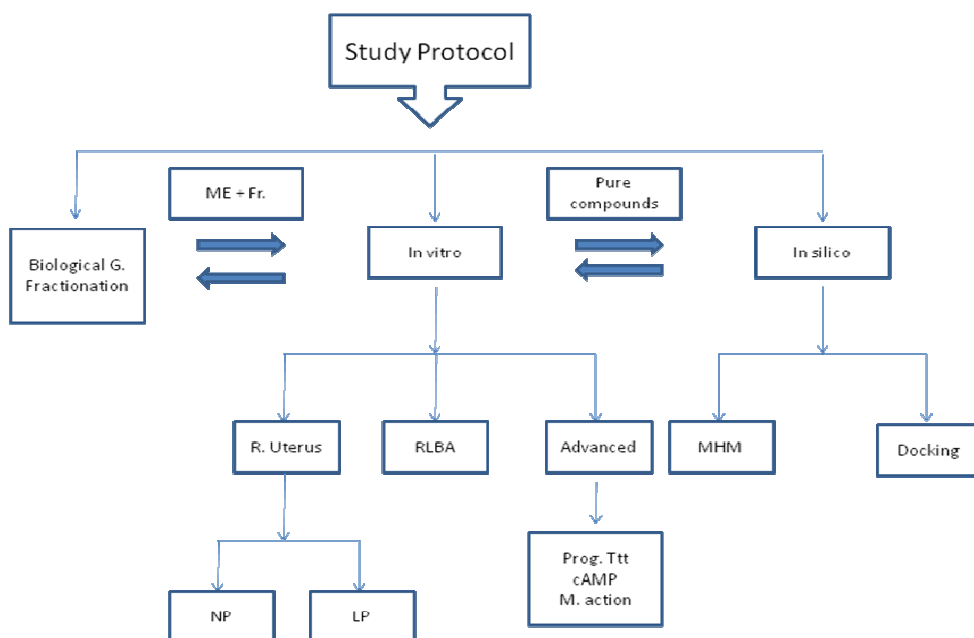 Study Protocol
ME + Fr.
Pure
compounds
Biological G.
Fractionation
In vitro
In silico
R. Uterus
RLBA
Advanced
MHM
Docking
Prog. Ttt
cAMP
M. action
NP
LP